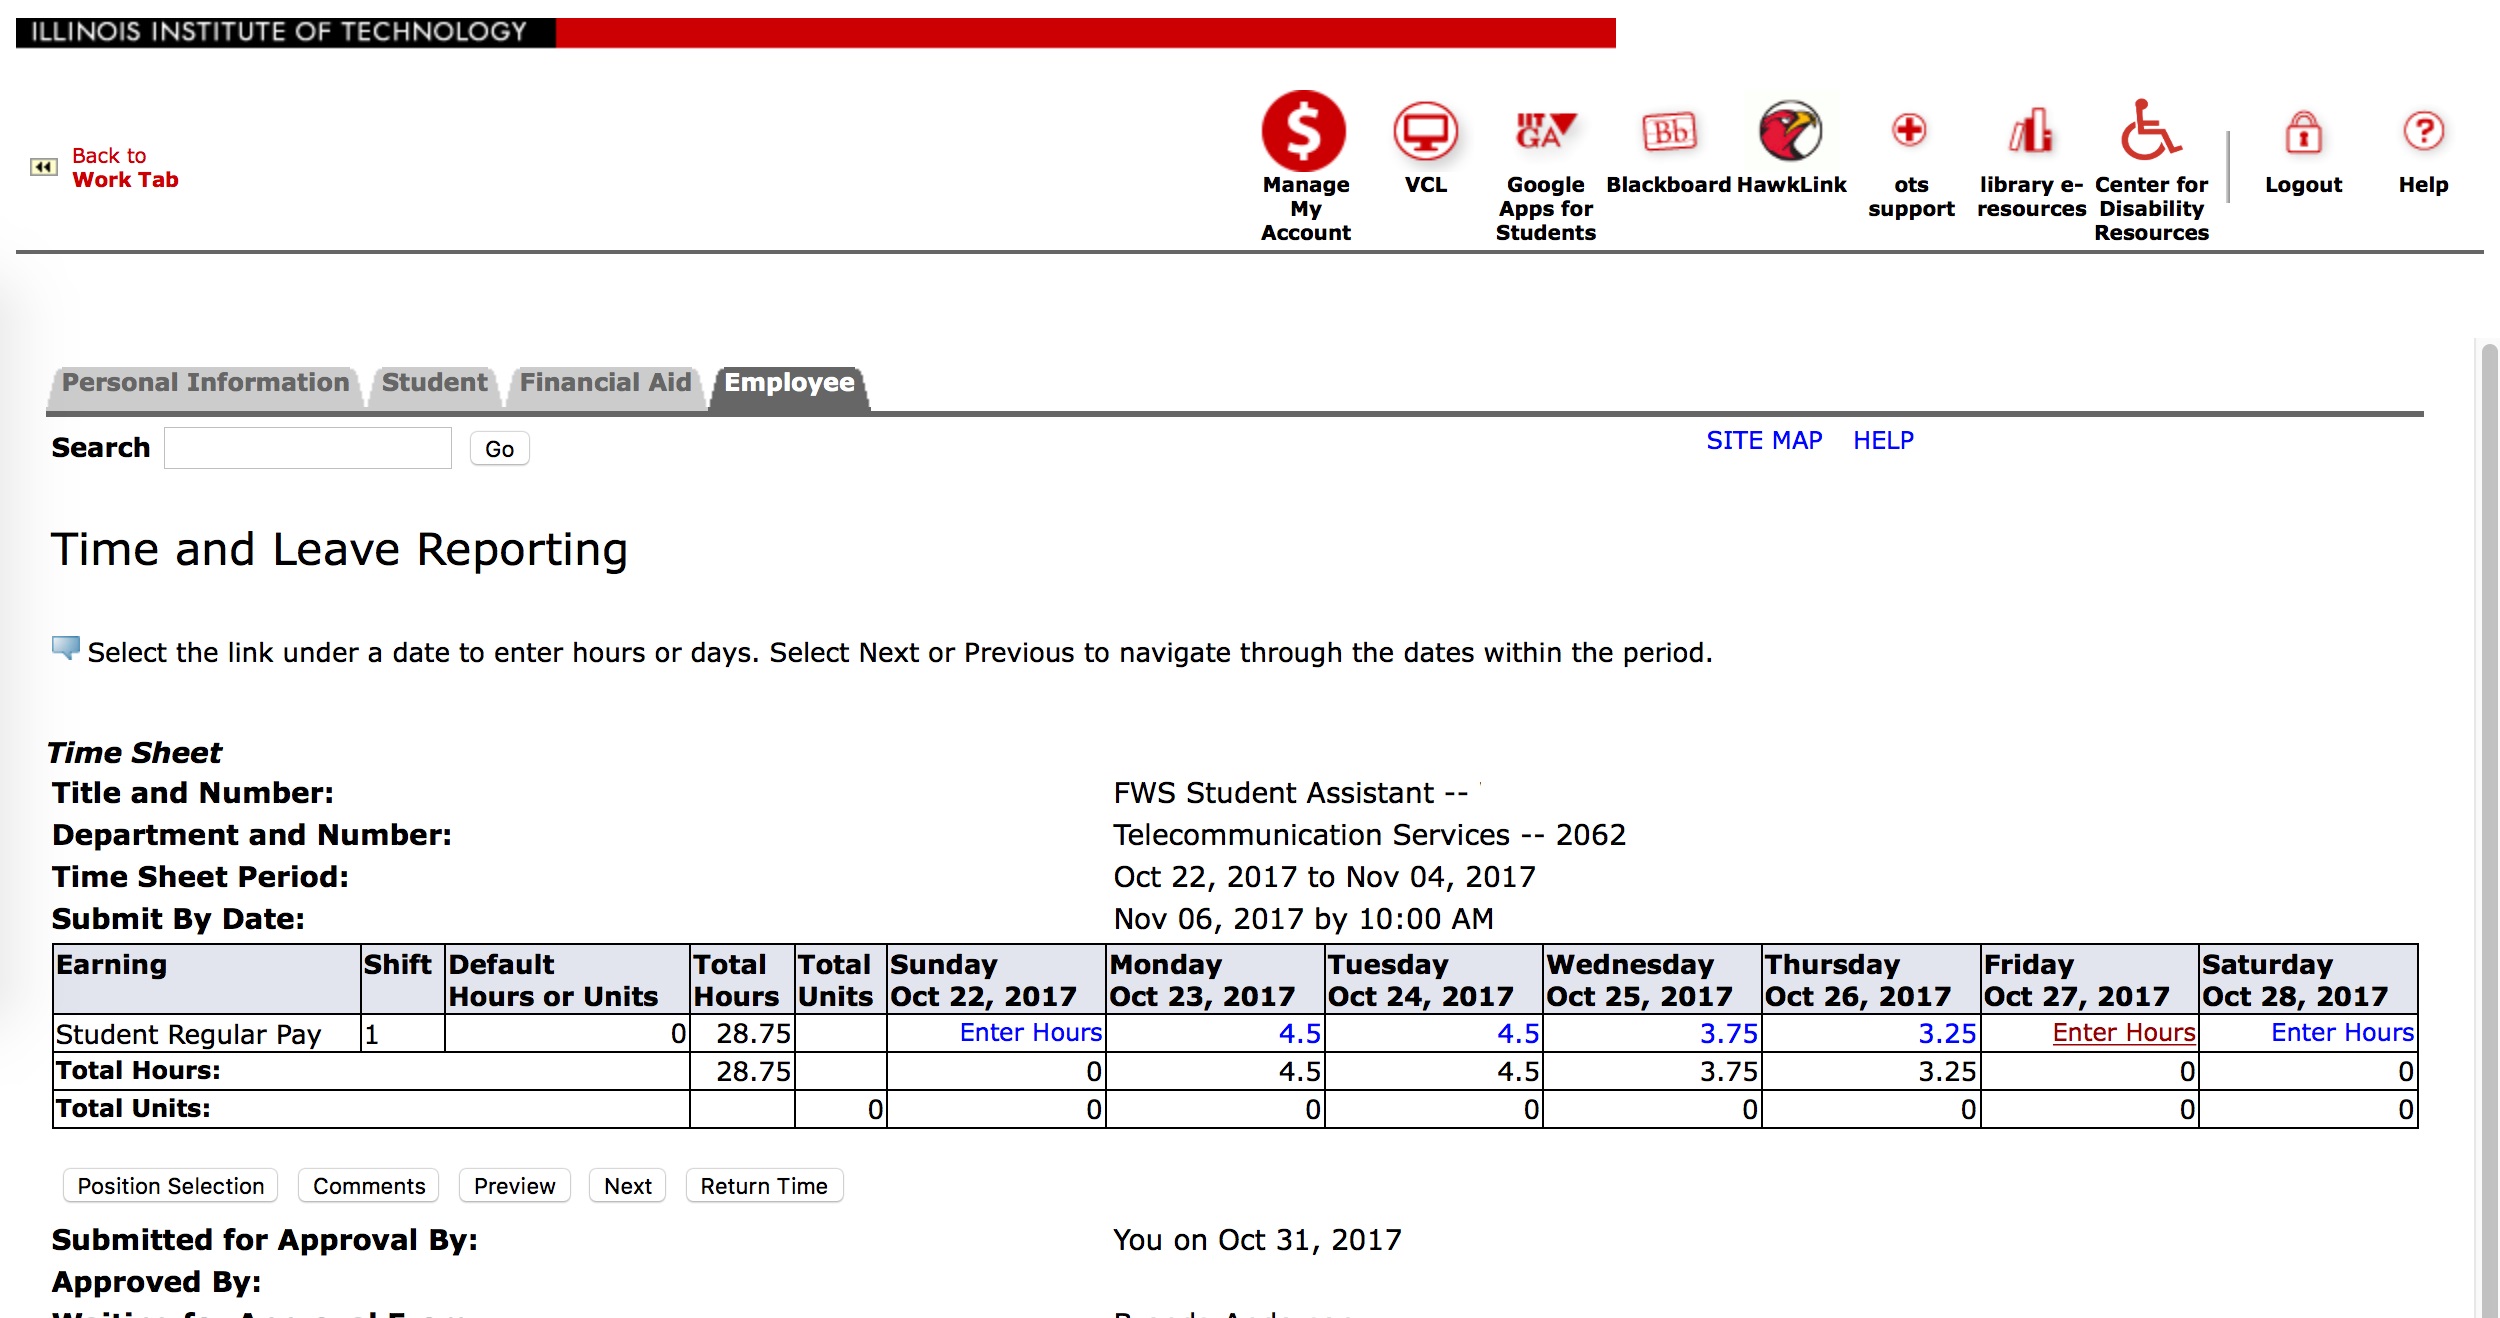 ILLINOIS INSTITUTE OF TECHNOLOGY
Back to
Work Tab
Manage My Account
VCL
Google Apps for Students
Blackboard
HawkLink
ots support
library e-resources
Center for Disability Resources
Logout
Help
Personal Information Student Financial Aid Employee
Search Go SITE MAP HELP
Time and Leave Reporting
Select the link under a date to enter hours or days. Select Next or Previous to navigate through the dates within the period.
Time Sheet
Title and Number: FWS Student Assistant --
Department and Number: Telecommunication Services -- 2062
Time Sheet Period: Oct 22, 2017 to Nov 04, 2017
Submit By Date: Nov 06, 2017 by 10:00 AM
Earning Shift Default Total Total Sunday Monday Tuesday Wednesday Thursday Friday Saturday
Hours or Units Hours Units Oct 22, 2017 Oct 23, 2017 Oct 24, 2017 Oct 25, 2017 Oct 26, 2017 Oct 27, 2017 Oct 28, 2017
Student Regular Pay 1 0 28.75 Enter Hours 4.5 4.5 3.75 3.25 Enter Hours Enter Hours
Total Hours: 28.75 0 4.5 4.5 3.75 3.25 0 0
Total Units: 0 0 0 0 0 0 0 0
Position Selection Comments Preview Next Return Time
Submitted for Approval By: You on Oct 31, 2017
Approved By: